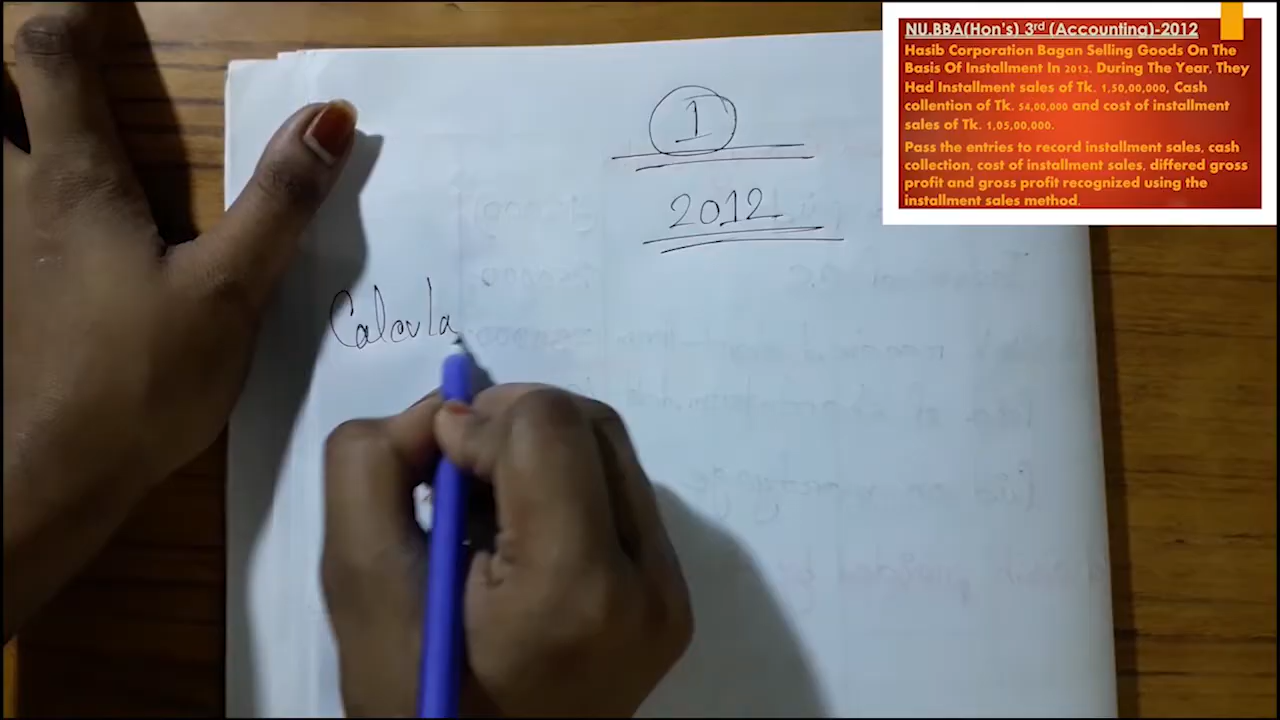 1
2012
Calcula
NU.BBA(Hon's) 3rd (Accounting)-2012
Hasib Corporation Bagan Selling Goods On The
Basis Of Installment In 2012. During The Year, They
Had Installment sales of Tk. 1,50,00,000, Cash
collention of Tk. 54,00,000 and cost of installment
sales of Tk. 1,05,00,000.
Pass the entries to record installment sales, cash
collection, cost of installment sales, differed gross
profit and gross profit recognized using the
installment sales method.